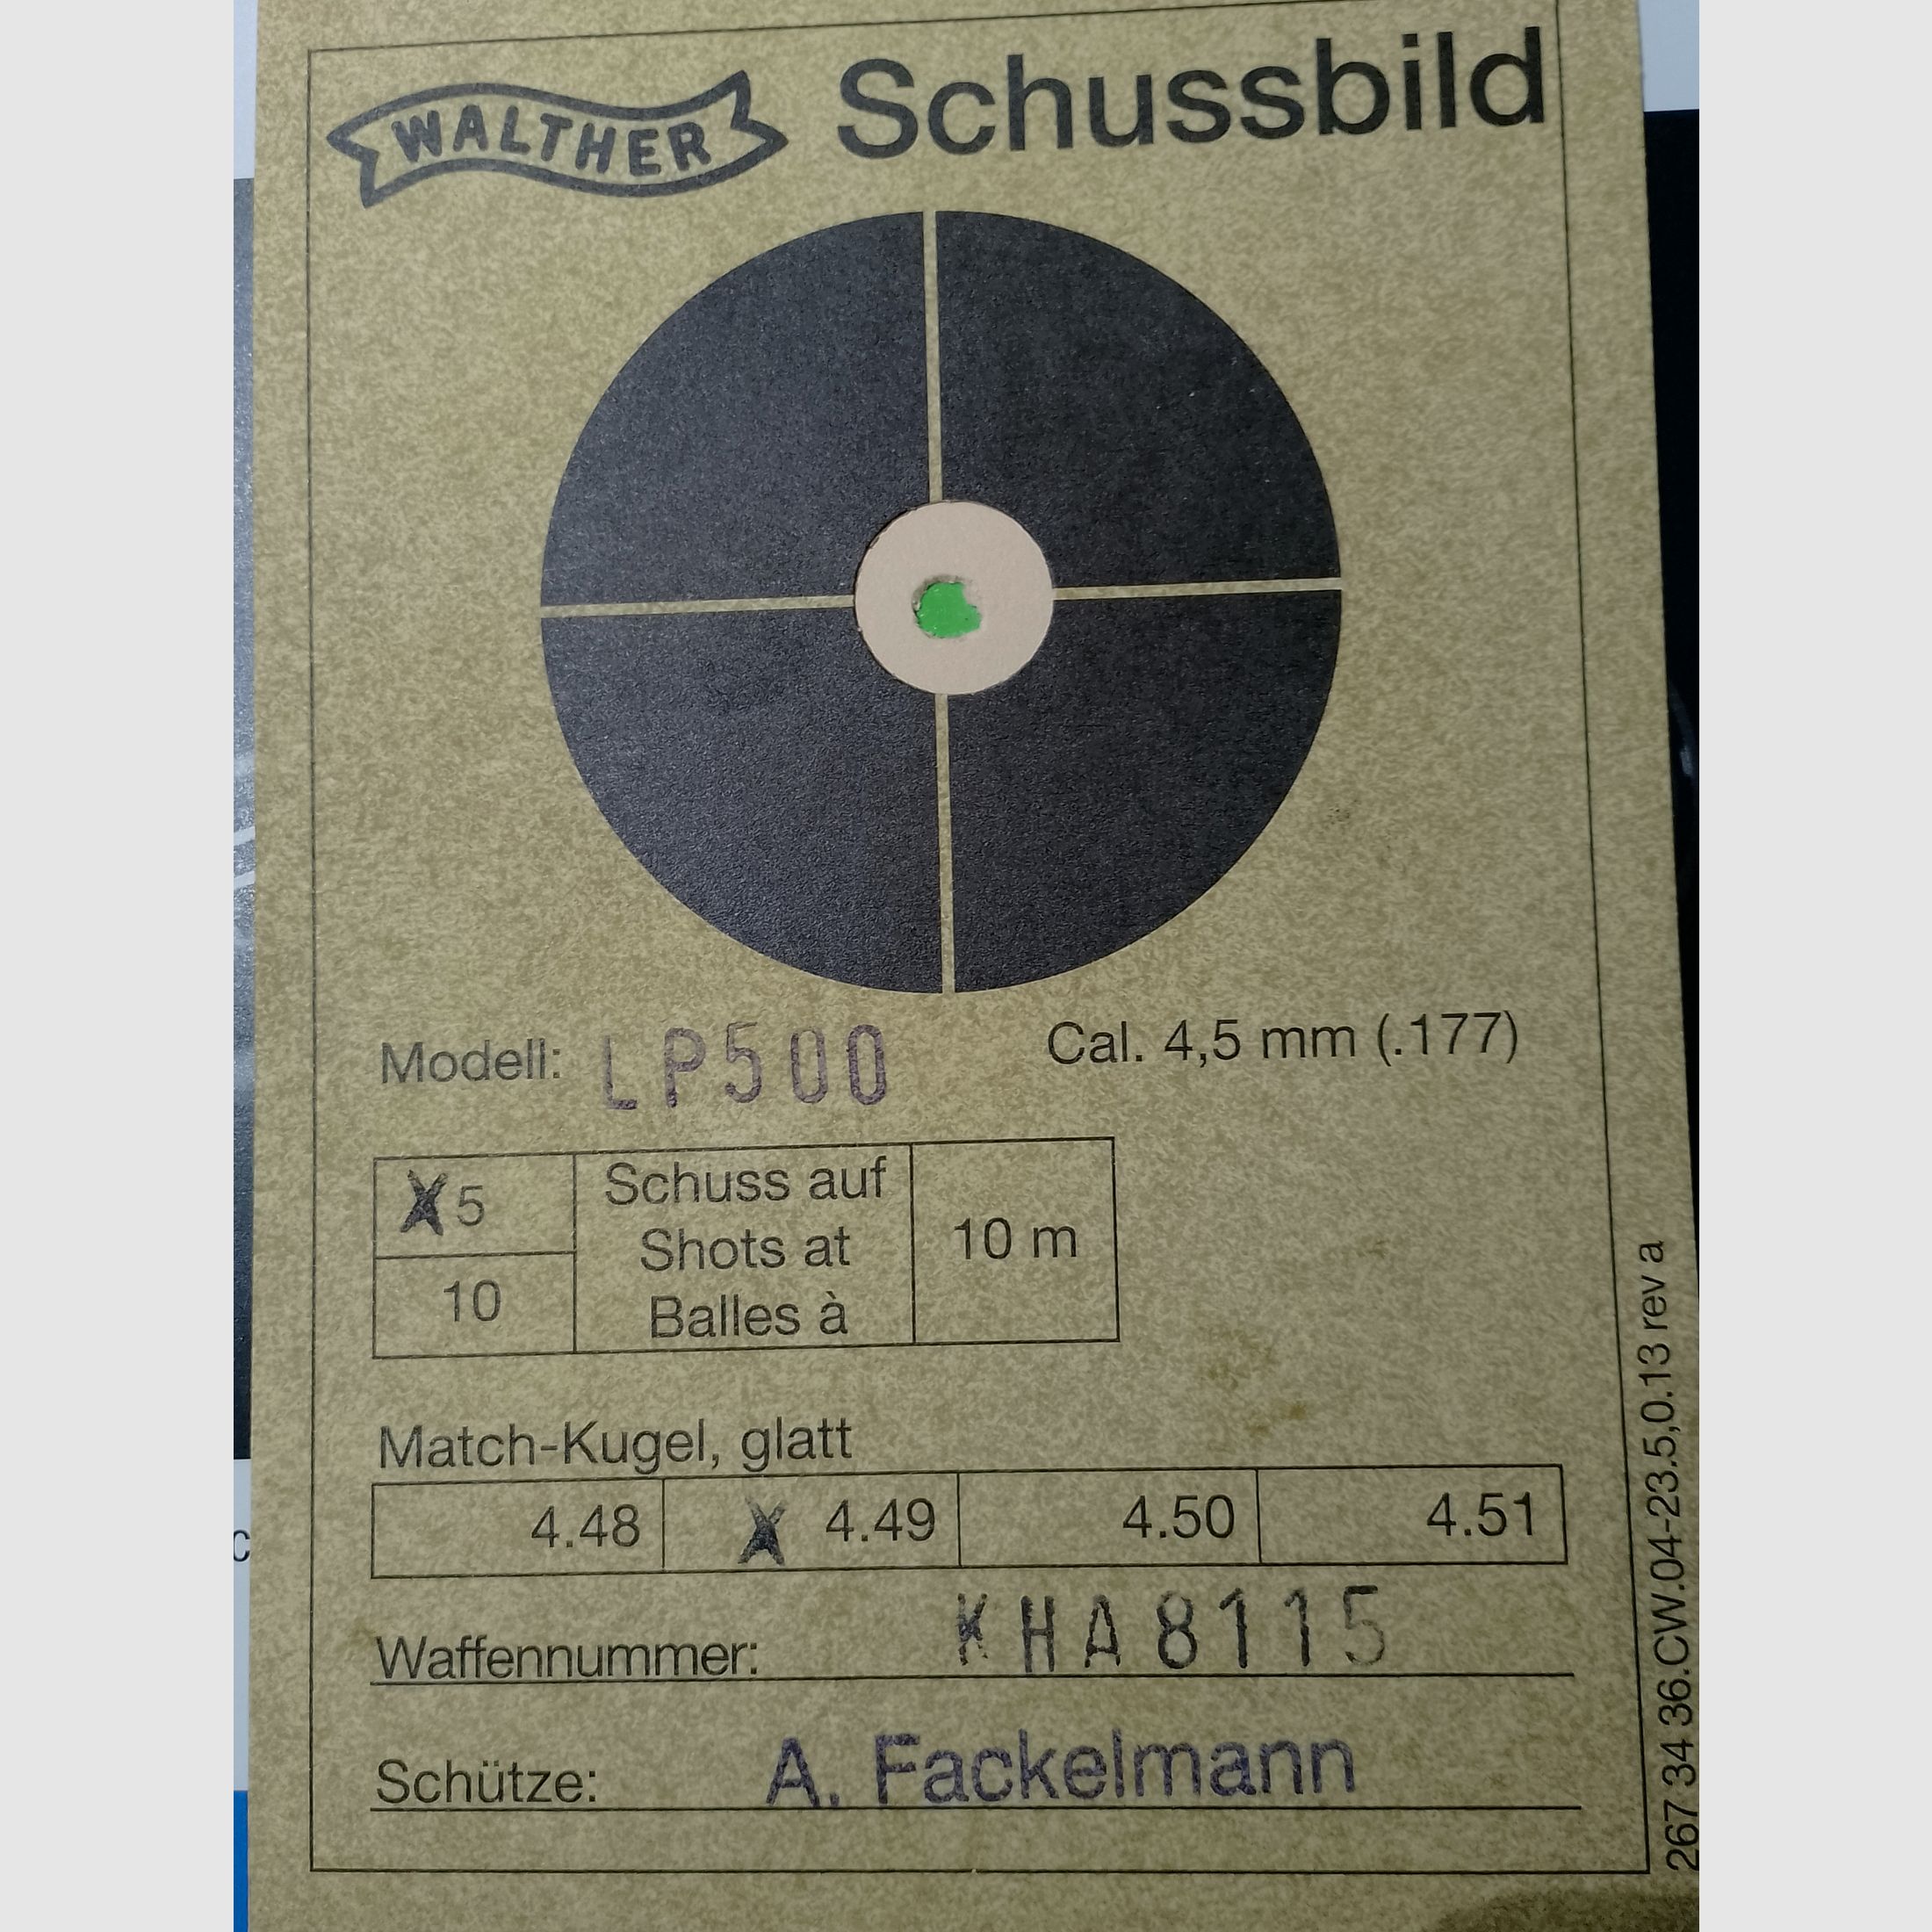 WALTHER Schussbild
Modell: LP500 Cal. 4,5 mm (.177)
X 5
10
Schuss auf
Shots at
Balles à
10 m
Match-Kugel, glatt
4.48 X 4.49 4.50 4.51
Waffennummer: KHA8115
Schütze: A. Fackelmann
267 34 36.CW.04-23.5,0.13 rev a